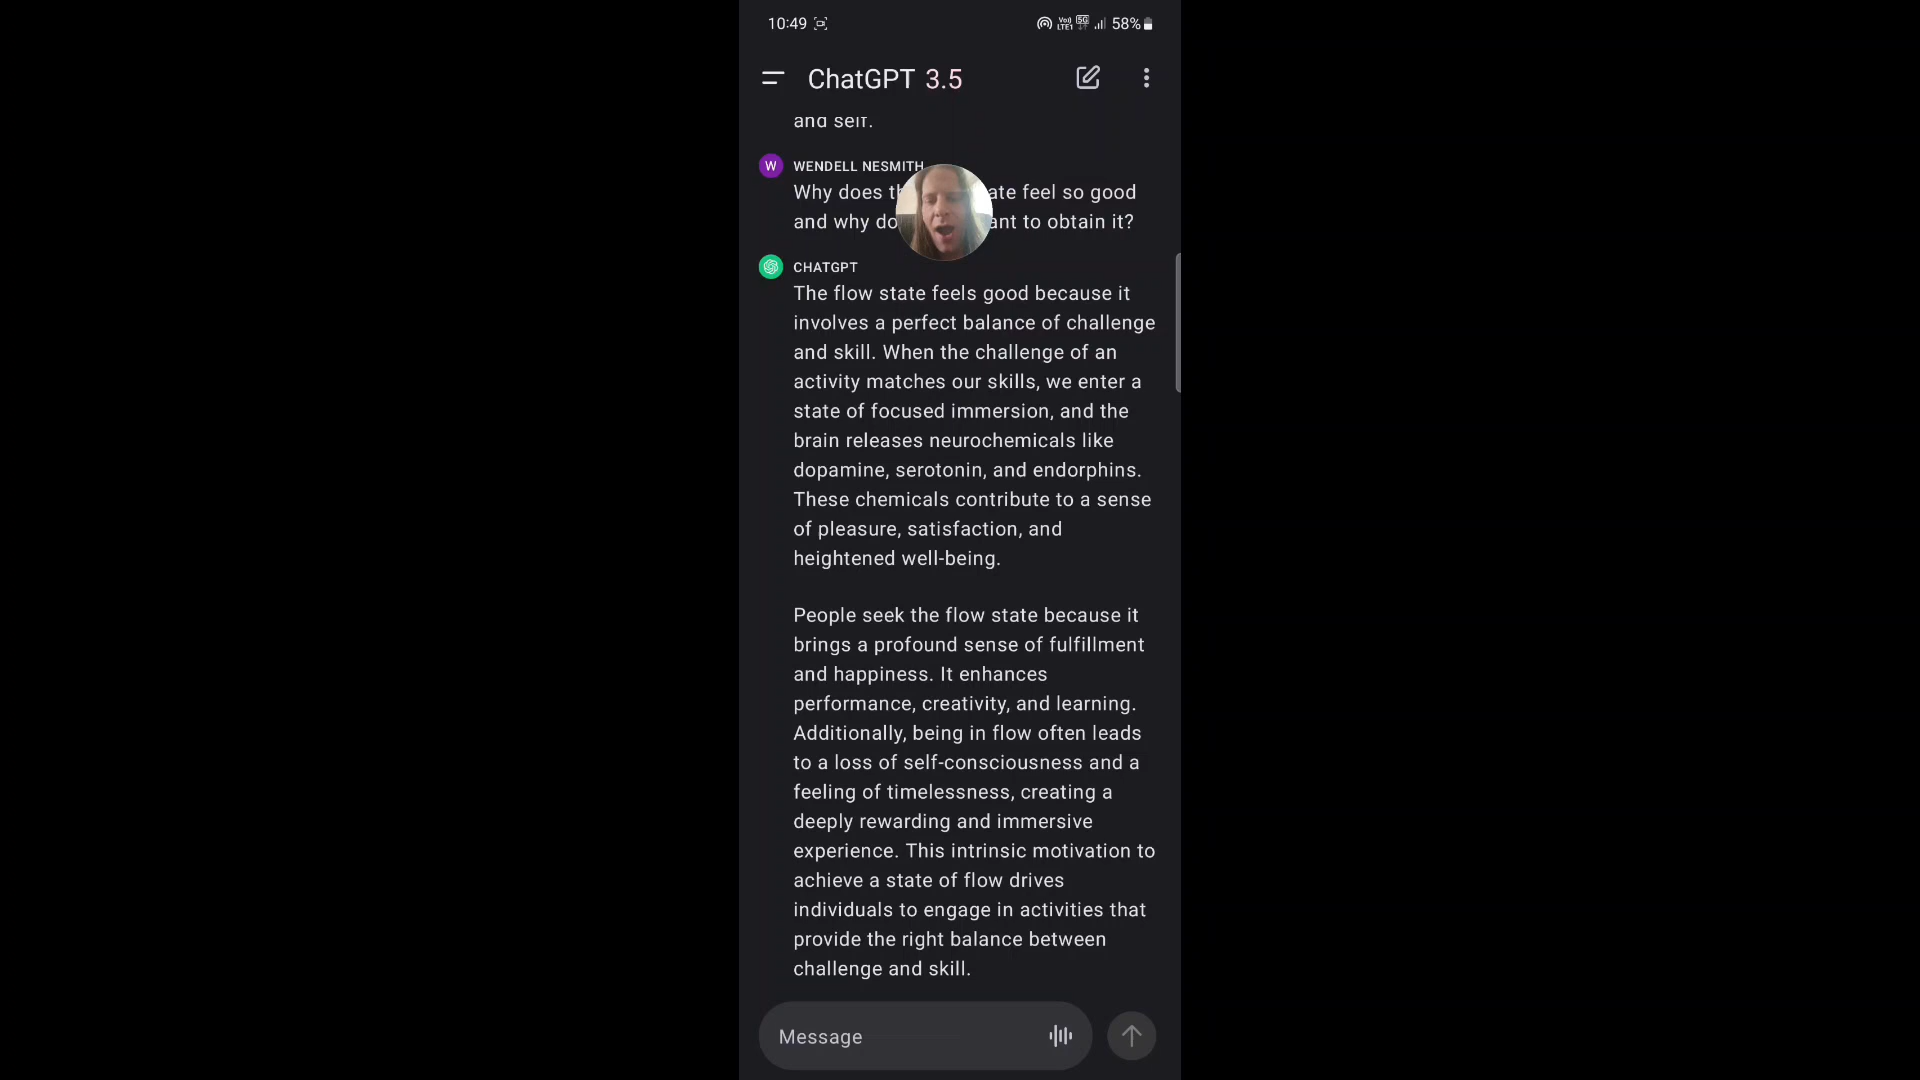 10:49 Vo) LTE1 5G 58%
ChatGPT 3.5
and self.
W WENDELL NESMITH
Why does ate feel so good
and why do ant to obtain it?
CHATGPT
The flow state feels good because it
involves a perfect balance of challenge
and skill. When the challenge of an
activity matches our skills, we enter a
state of focused immersion, and the
brain releases neurochemicals like
dopamine, serotonin, and endorphins.
These chemicals contribute to a sense
of pleasure, satisfaction, and
heightened well-being.
People seek the flow state because it
brings a profound sense of fulfillment
and happiness. It enhances
performance, creativity, and learning.
Additionally, being in flow often leads
to a loss of self-consciousness and a
feeling of timelessness, creating a
deeply rewarding and immersive
experience. This intrinsic motivation to
achieve a state of flow drives
individuals to engage in activities that
provide the right balance between
challenge and skill.
Message